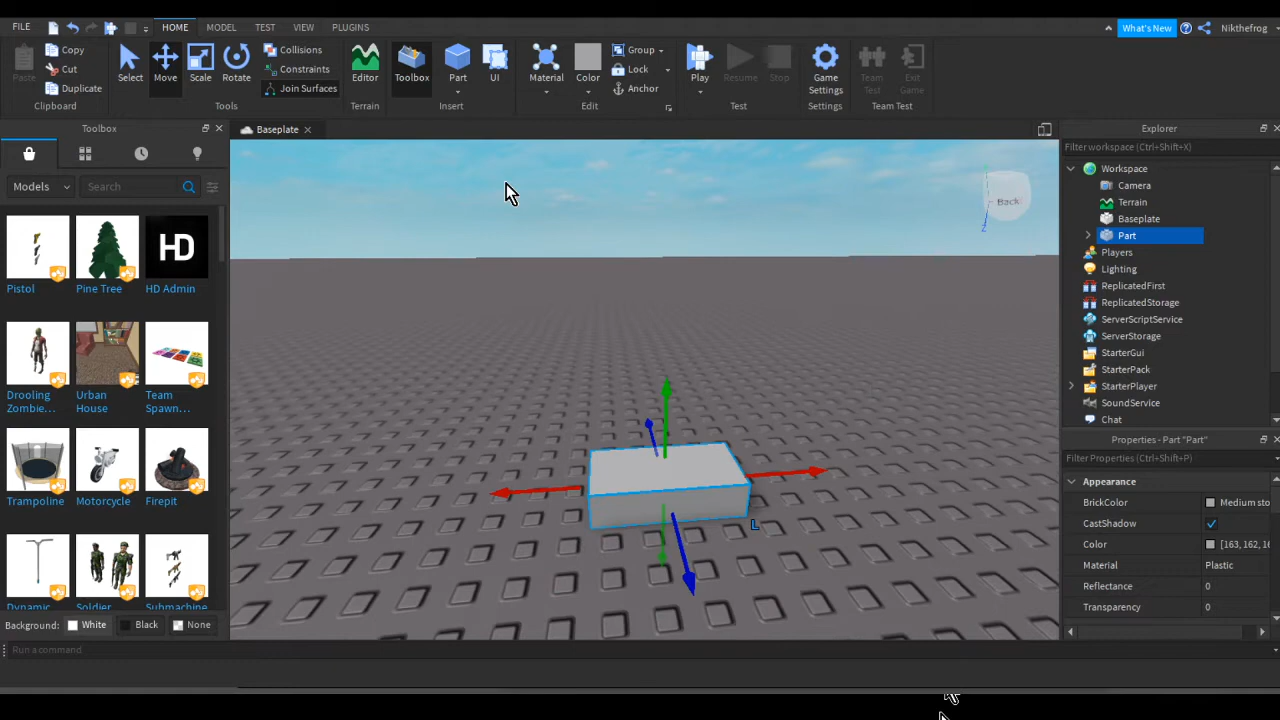 FILE HOME MODEL TEST VIEW PLUGINS What's New Nikthefrog
Paste Copy Cut Duplicate
Select Move Scale Rotate
Collisions
Constraints
Join Surfaces
Editor Toolbox Part UI
Material Color Group Lock Anchor
Play Resume Stop
Game Settings
Team Test
Exit Game
Clipboard Tools Terrain Insert Edit Test Settings Team Test
Toolbox
Models Search
Pistol Pine Tree HD Admin
HD
Drooling Zombie... Urban House Team Spawn...
Trampoline Motorcycle Firepit
Dynamic Soldier Submachine
Background: White Black None
Run a command
Baseplate
Back
Z
L
Explorer
Filter workspace (Ctrl+Shift+X)
Workspace
Camera
Terrain
Baseplate
Part
Players
Lighting
ReplicatedFirst
ReplicatedStorage
ServerScriptService
ServerStorage
StarterGui
StarterPack
StarterPlayer
SoundService
Chat
Properties - Part "Part"
Filter Properties (Ctrl+Shift+P)
Appearance
BrickColor Medium sto
CastShadow
Color [163, 162, 16
Material Plastic
Reflectance 0
Transparency 0